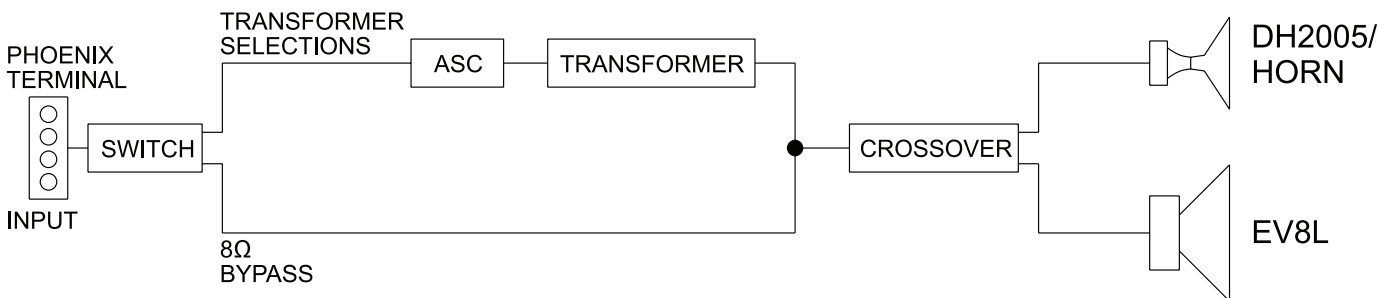 PHOENIX
TERMINAL
INPUT
SWITCH
TRANSFORMER
SELECTIONS
ASC
TRANSFORMER
8Ω
BYPASS
CROSSOVER
DH2005/
HORN
EV8L